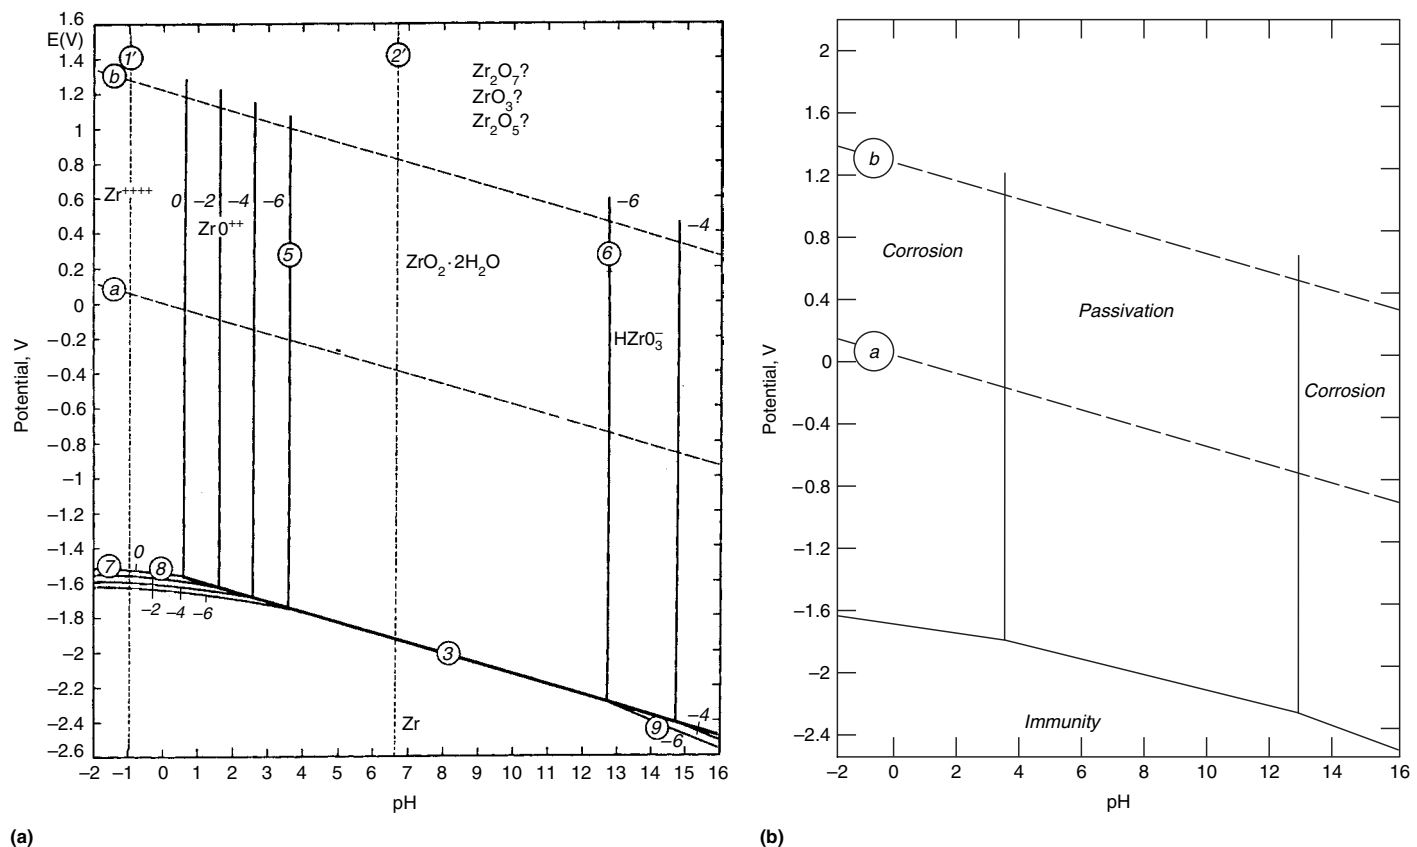 1.6
E(V)
1.4
1.2
1
0.8
0.6
0.4
0.2
0
−0.2
−0.4
−0.6
−0.8
−1
−1.2
−1.4
−1.6
−1.8
−2
−2.2
−2.4
−2.6
Potential, V
1′
2′
b
a
Zr₂O₇?
ZrO₃?
Zr₂O₅?
Zr⁺⁺⁺⁺
0 −2 −4 −6
Zr0⁺⁺
5
ZrO₂·2H₂O
−6
−4
6
HZr0₃⁻
7
0
8
−2 −4 −6
3
Zr
9
−4
−6
−2 −1 0 1 2 3 4 5 6 7 8 9 10 11 12 13 14 15 16
pH
(a)
2
1.6
1.2
0.8
0.4
0
−0.4
−0.8
−1.2
−1.6
−2
−2.4
Potential, V
b
a
Corrosion
Passivation
Corrosion
Immunity
−2 0 2 4 6 8 10 12 14 16
pH
(b)